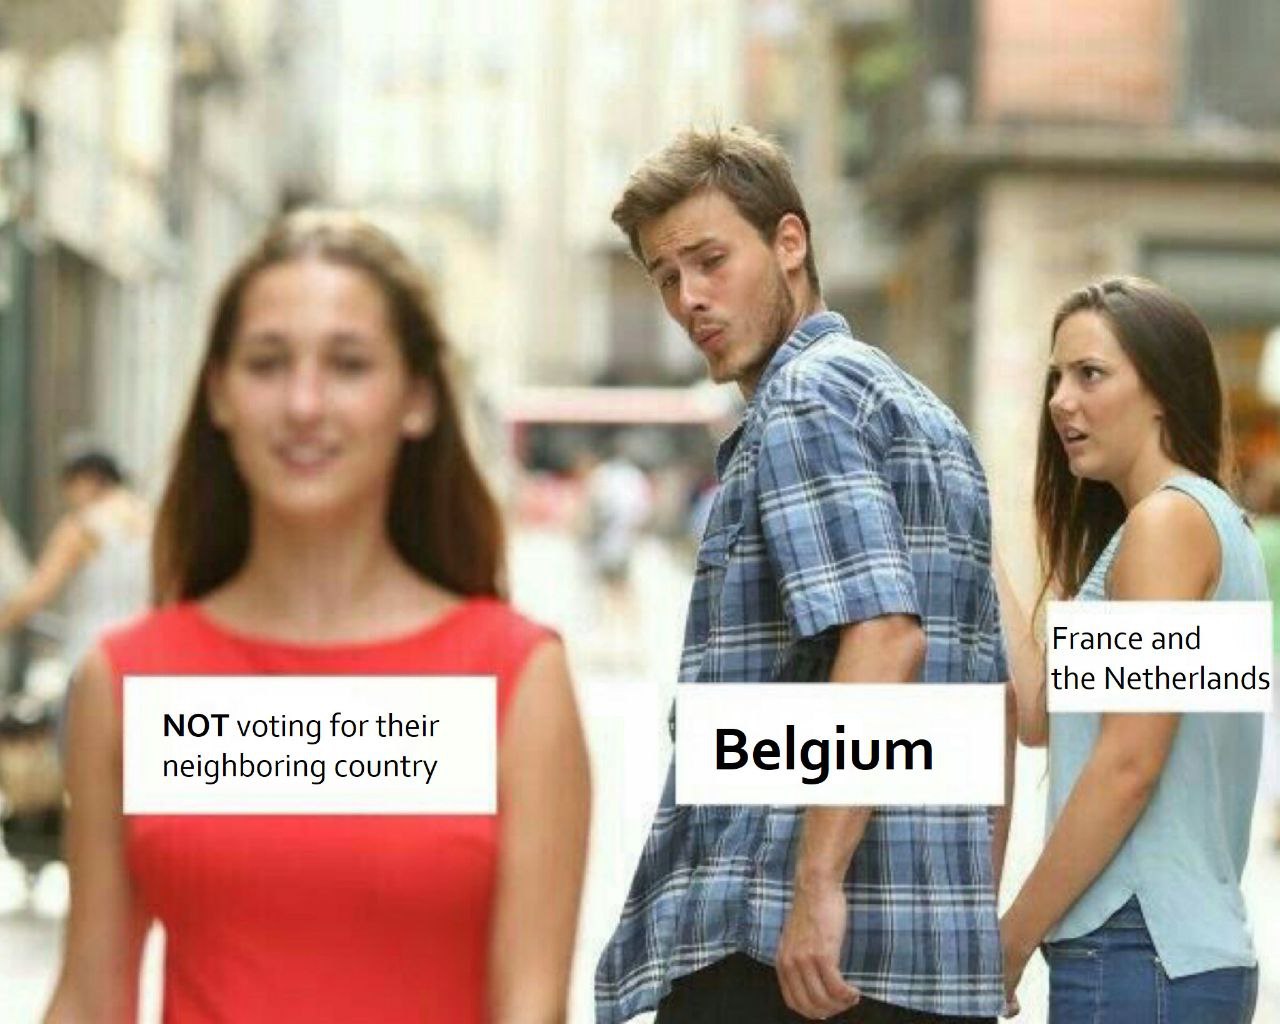 NOT voting for their
neighboring country
Belgium
France and
the Netherlands